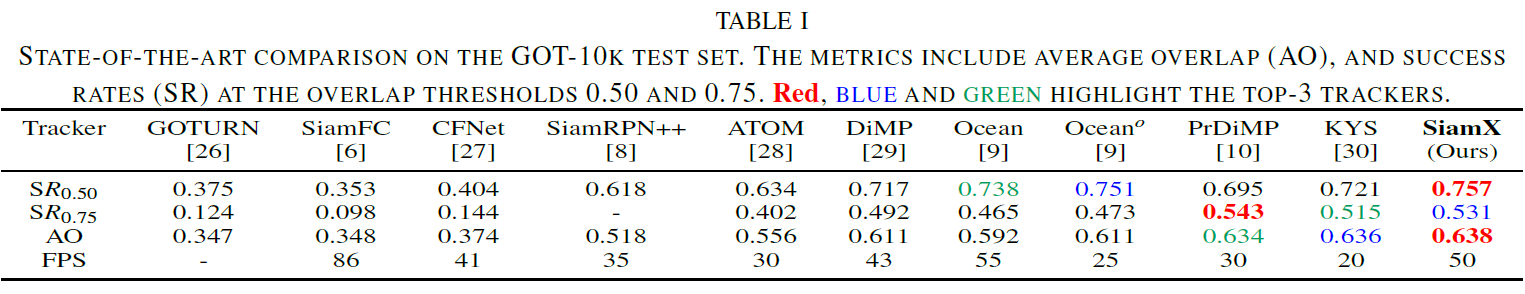 TABLE I
STATE-OF-THE-ART COMPARISON ON THE GOT-10K TEST SET. THE METRICS INCLUDE AVERAGE OVERLAP (AO), AND SUCCESS
RATES (SR) AT THE OVERLAP THRESHOLDS 0.50 AND 0.75. Red, BLUE AND GREEN HIGHLIGHT THE TOP-3 TRACKERS.
Tracker GOTURN SiamFC CFNet SiamRPN++ ATOM DiMP Ocean Ocean^o PrDiMP KYS SiamX
[26] [6] [27] [8] [28] [29] [9] [9] [10] [30] (Ours)
SR0.50 0.375 0.353 0.404 0.618 0.634 0.717 0.738 0.751 0.695 0.721 0.757
SR0.75 0.124 0.098 0.144 - 0.402 0.492 0.465 0.473 0.543 0.515 0.531
AO 0.347 0.348 0.374 0.518 0.556 0.611 0.592 0.611 0.634 0.636 0.638
FPS - 86 41 35 30 43 55 25 30 20 50